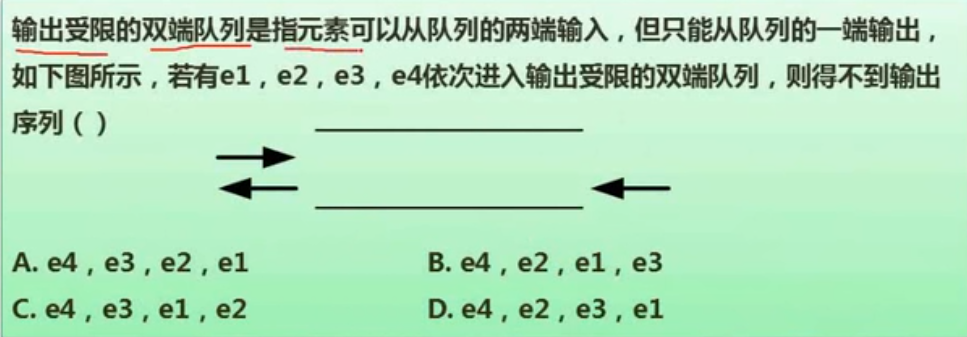 输出受限的双端队列是指元素可以从队列的两端输入，但只能从队列的一端输出，
如下图所示，若有e1，e2，e3，e4依次进入输出受限的双端队列，则得不到输出
序列（ ）
A. e4，e3，e2，e1 B. e4，e2，e1，e3
C. e4，e3，e1，e2 D. e4，e2，e3，e1